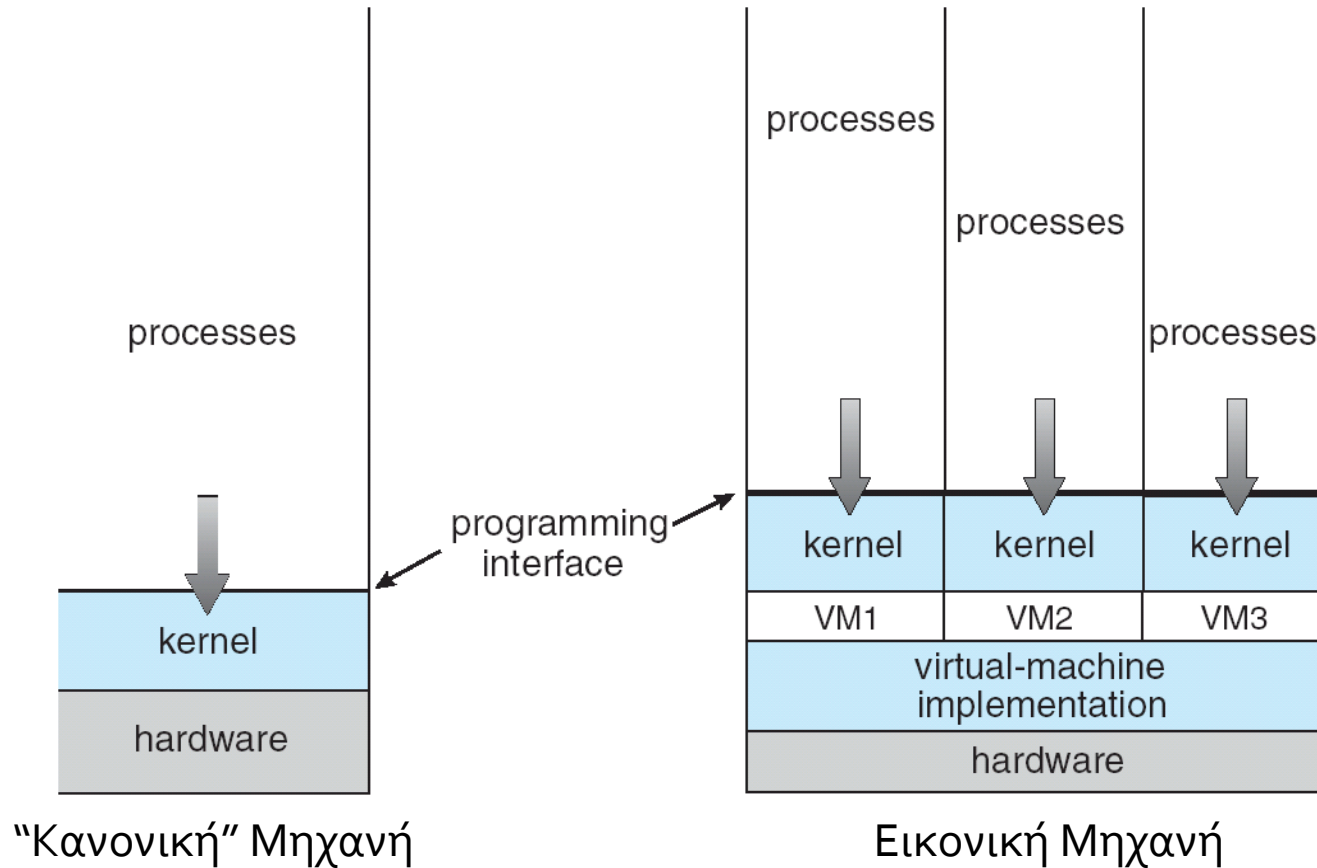 processes
kernel
hardware
"Κανονική" Μηχανή
programming
interface
processes
processes
processes
kernel
kernel
kernel
VM1
VM2
VM3
virtual-machine
implementation
hardware
Εικονική Μηχανή